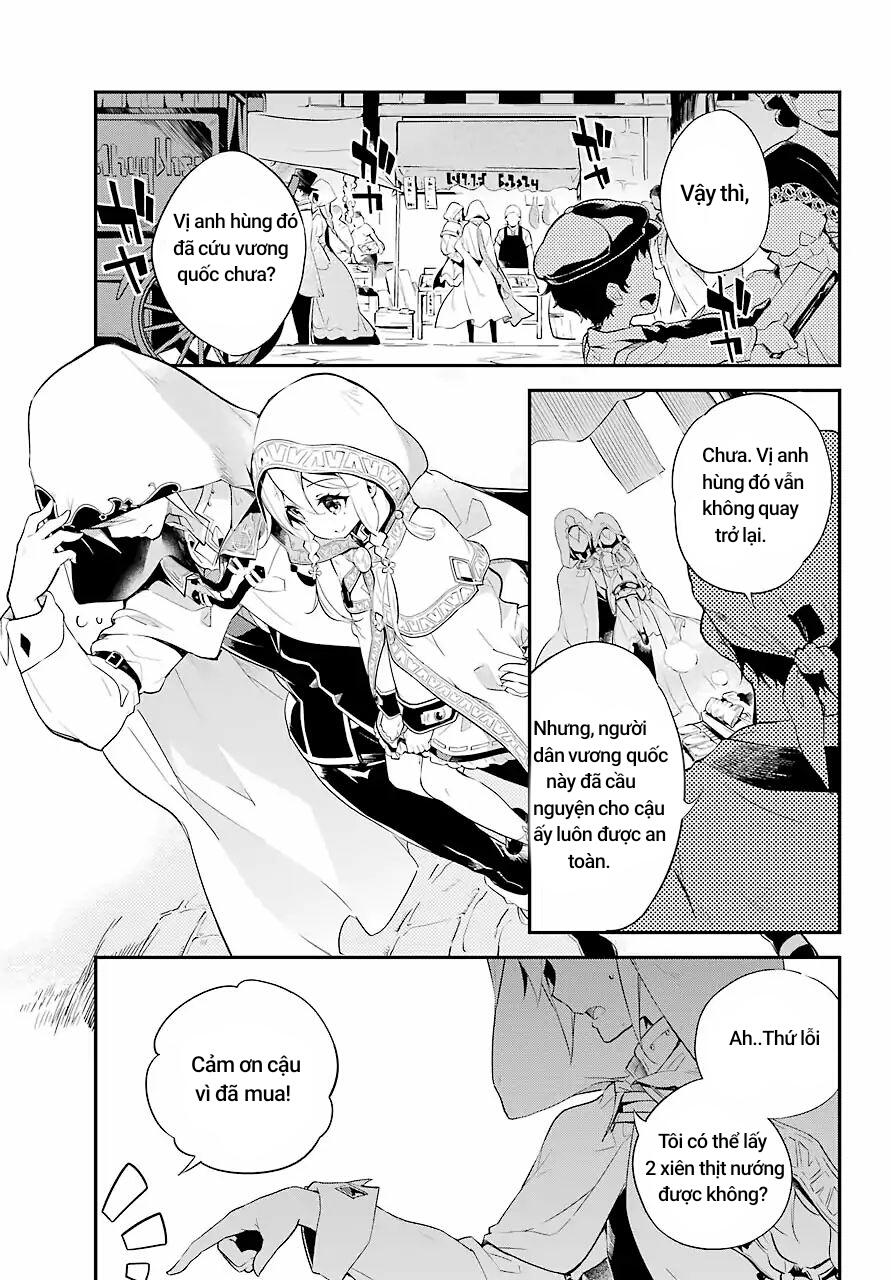 Vậy thì,
Vị anh hùng đó
đã cứu vương
quốc chưa?
Chưa. Vị anh
hùng đó vẫn
không quay
trở lại.
Nhưng, người
dân vương quốc
này đã cầu
nguyện cho cậu
ấy luôn được an
toàn.
Ah..Thứ lỗi
Tôi có thể lấy
2 xiên thịt nướng
được không?
Cảm ơn cậu
vì đã mua!